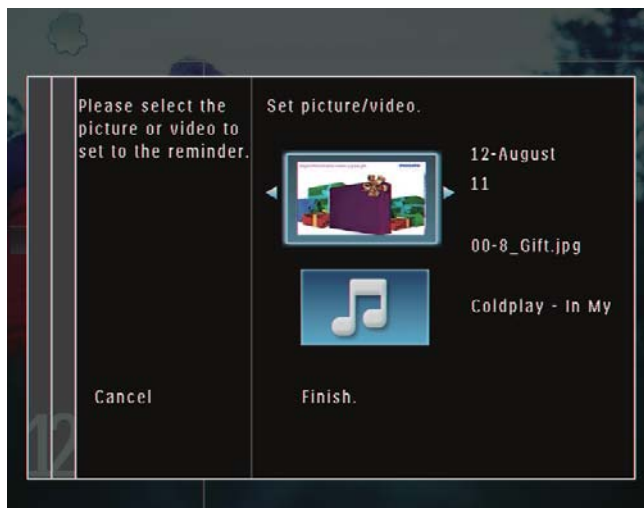 Please select the
picture or video to
set to the reminder.
Set picture/video.
12-August
11
00-8_Gift.jpg
Coldplay - In My
Cancel
Finish.
12